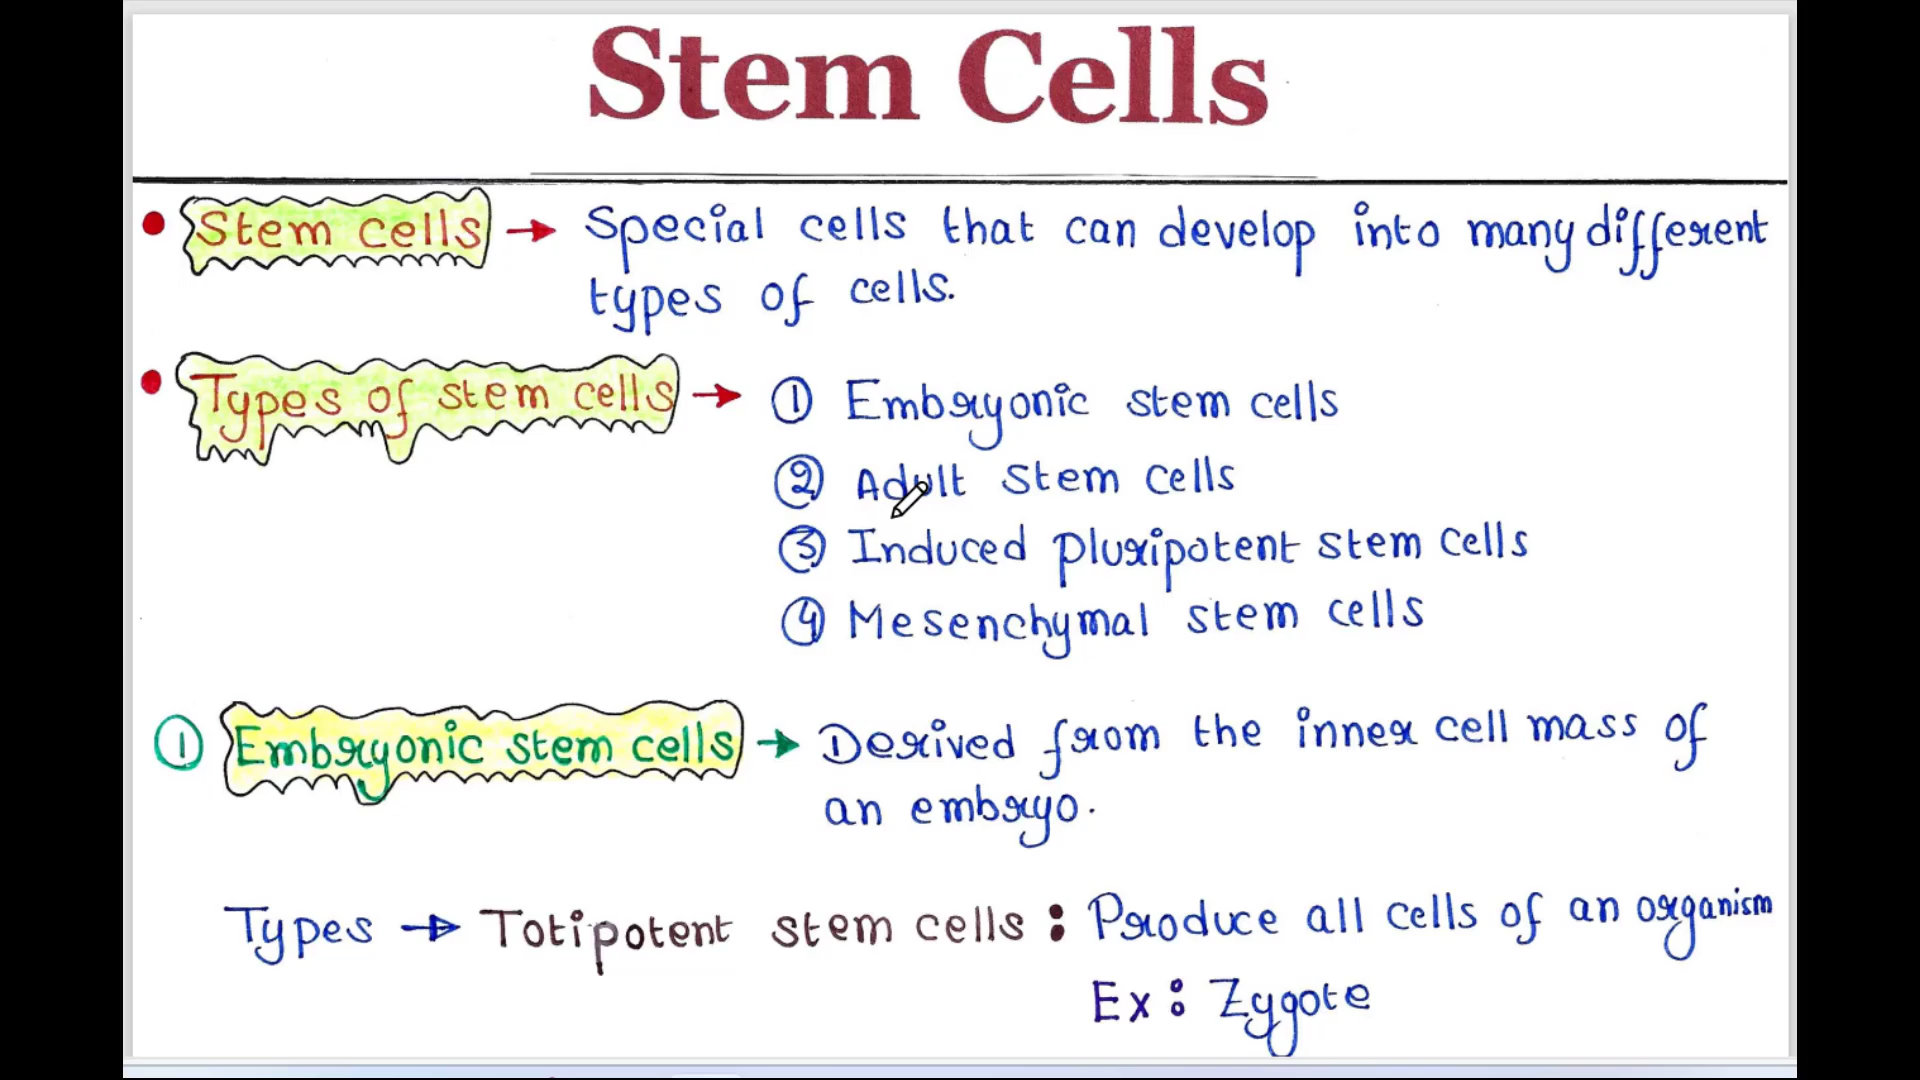 Stem Cells
• Stem cells → Special cells that can develop into many different
types of cells.
• Types of stem cells → ① Embryonic stem cells
② Adult stem cells
③ Induced pluripotent stem cells
④ Mesenchymal stem cells
① Embryonic stem cells → Derived from the inner cell mass of
an embryo.
Types → Totipotent stem cells : Produce all cells of an organism
Ex : Zygote